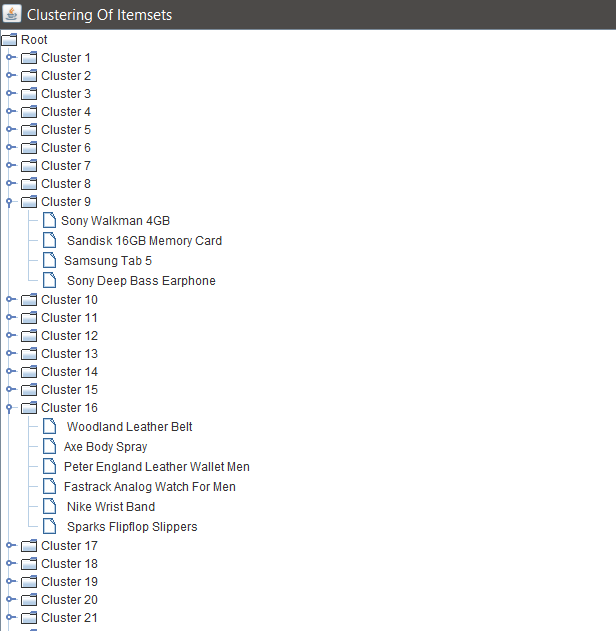 Clustering Of Itemsets
Root
Cluster 1
Cluster 2
Cluster 3
Cluster 4
Cluster 5
Cluster 6
Cluster 7
Cluster 8
Cluster 9
Sony Walkman 4GB
Sandisk 16GB Memory Card
Samsung Tab 5
Sony Deep Bass Earphone
Cluster 10
Cluster 11
Cluster 12
Cluster 13
Cluster 14
Cluster 15
Cluster 16
Woodland Leather Belt
Axe Body Spray
Peter England Leather Wallet Men
Fastrack Analog Watch For Men
Nike Wrist Band
Sparks Flipflop Slippers
Cluster 17
Cluster 18
Cluster 19
Cluster 20
Cluster 21